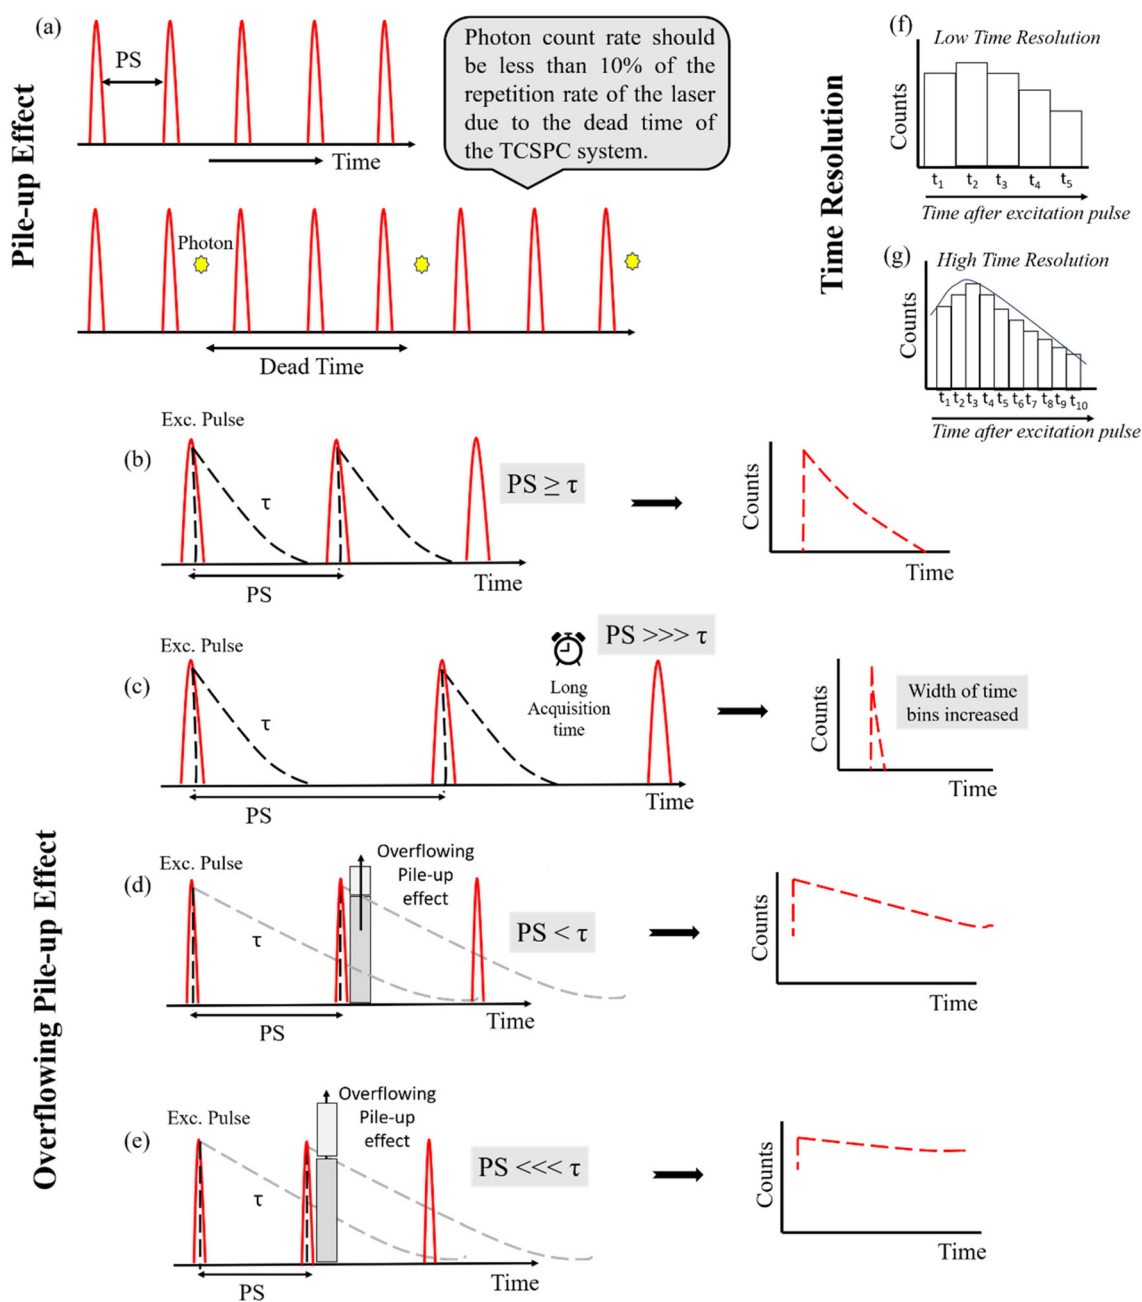 (a)
Pile-up Effect
PS
Time
Photon count rate should
be less than 10% of the
repetition rate of the laser
due to the dead time of
the TCSPC system.
Photon
Dead Time
Time Resolution
(f)
Low Time Resolution
Counts
t1 t2 t3 t4 t5
Time after excitation pulse
(g)
High Time Resolution
Counts
t1 t2 t3 t4 t5 t6 t7 t8 t9 t10
Time after excitation pulse
Overflowing Pile-up Effect
Exc. Pulse
(b)
τ
PS
Time
PS ≥ τ
Counts
Time
Exc. Pulse
(c)
τ
PS
Long
Acquisition
time
Time
PS >>> τ
Counts
Time
Width of time
bins increased
Exc. Pulse
(d)
τ
PS
Overflowing
Pile-up
effect
Time
PS < τ
Counts
Time
Exc. Pulse
(e)
τ
PS
Overflowing
Pile-up
effect
Time
PS <<< τ
Counts
Time